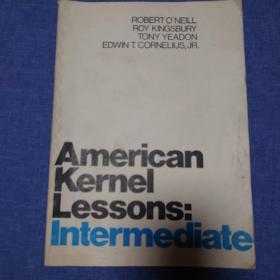 ROBERT O'NEILL
ROY KINGSBURY
TONY YEADON
EDWIN T. CORNELIUS, JR.
American
Kernel
Lessons:
Intermediate